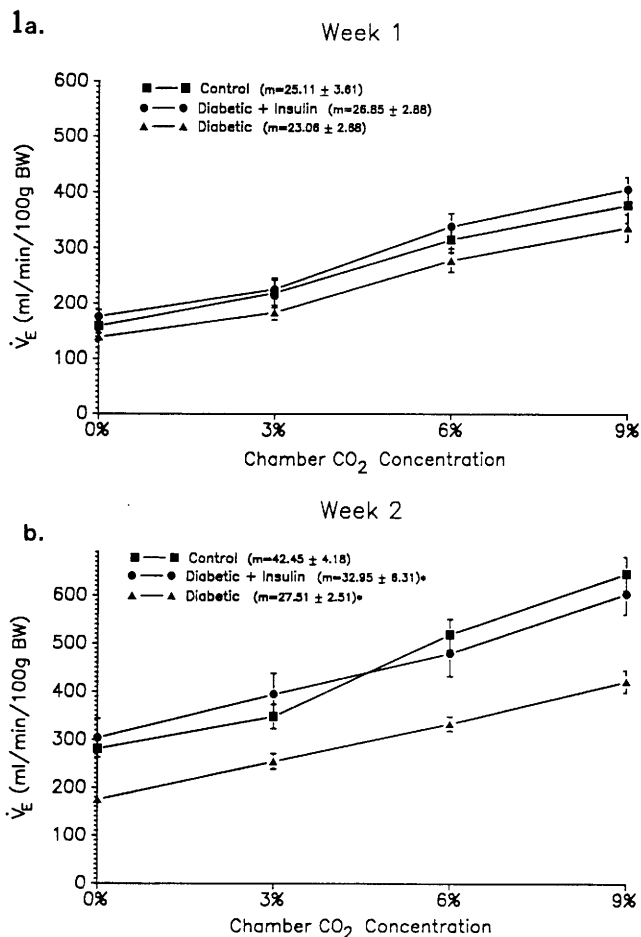 1a.
Week 1
600
500
400
300
200
100
0
V̇E (ml/min/100g BW)
Control (m=25.11 ± 3.61)
Diabetic + Insulin (m=26.85 ± 2.88)
Diabetic (m=23.06 ± 2.68)
0% 3% 6% 9%
Chamber CO2 Concentration
b.
Week 2
600
500
400
300
200
100
0
V̇E (ml/min/100g BW)
Control (m=42.45 ± 4.18)
Diabetic + Insulin (m=32.95 ± 6.31)*
Diabetic (m=27.51 ± 2.51)*
0% 3% 6% 9%
Chamber CO2 Concentration